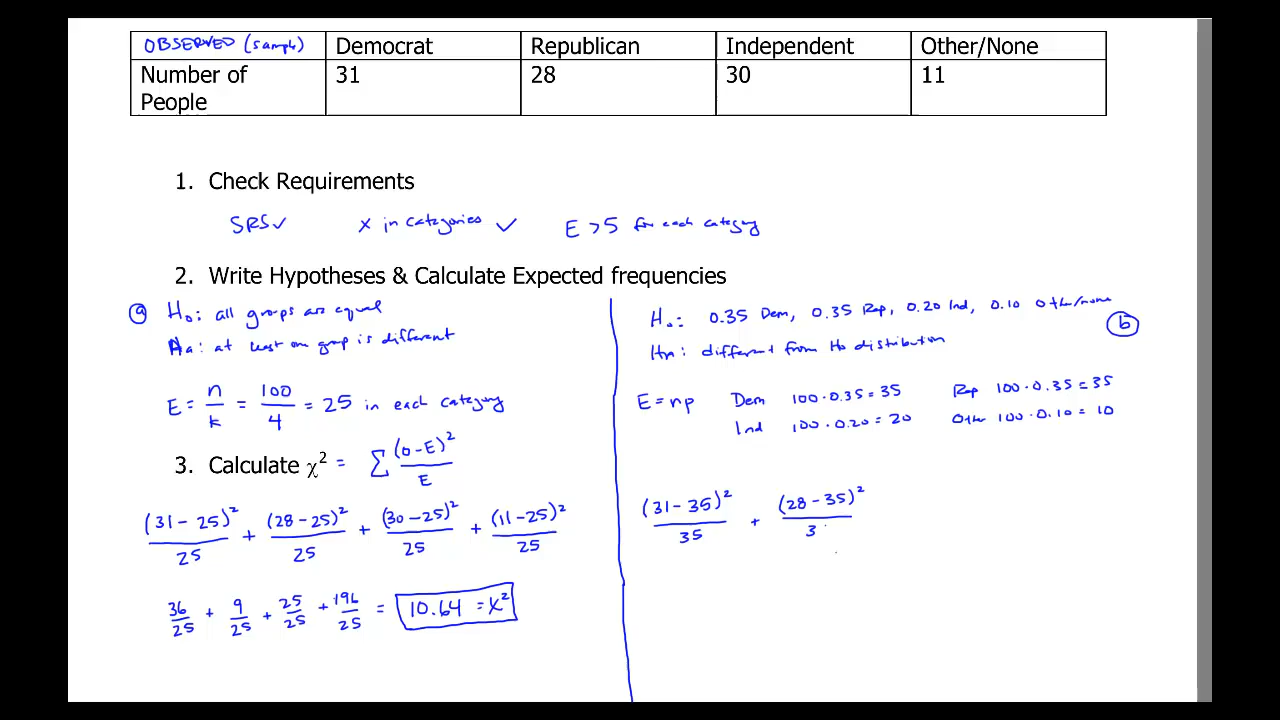 OBSERVED (sample) Democrat Republican Independent Other/None
Number of People 31 28 30 11
1. Check Requirements
SRS✓ X in categories ✓ E >5 for each category
2. Write Hypotheses & Calculate Expected frequencies
(a) H₀: all groups are equal
Ha: at least one group is different
E = n/k = 100/4 = 25 in each category
3. Calculate χ² = Σ (O-E)²/E
(31-25)²/25 + (28-25)²/25 + (30-25)²/25 + (11-25)²/25
36/25 + 9/25 + 25/25 + 196/25 = 10.64 = χ²
H₀: 0.35 Dem, 0.35 Rep, 0.20 Ind, 0.10 Other/none
(b)
Ha: different from H₀ distribution
E = np Dem 100·0.35=35 Rep 100·0.35=35
Ind 100·0.20=20 Other 100·0.10=10
(31-35)²/35 + (28-35)²/3